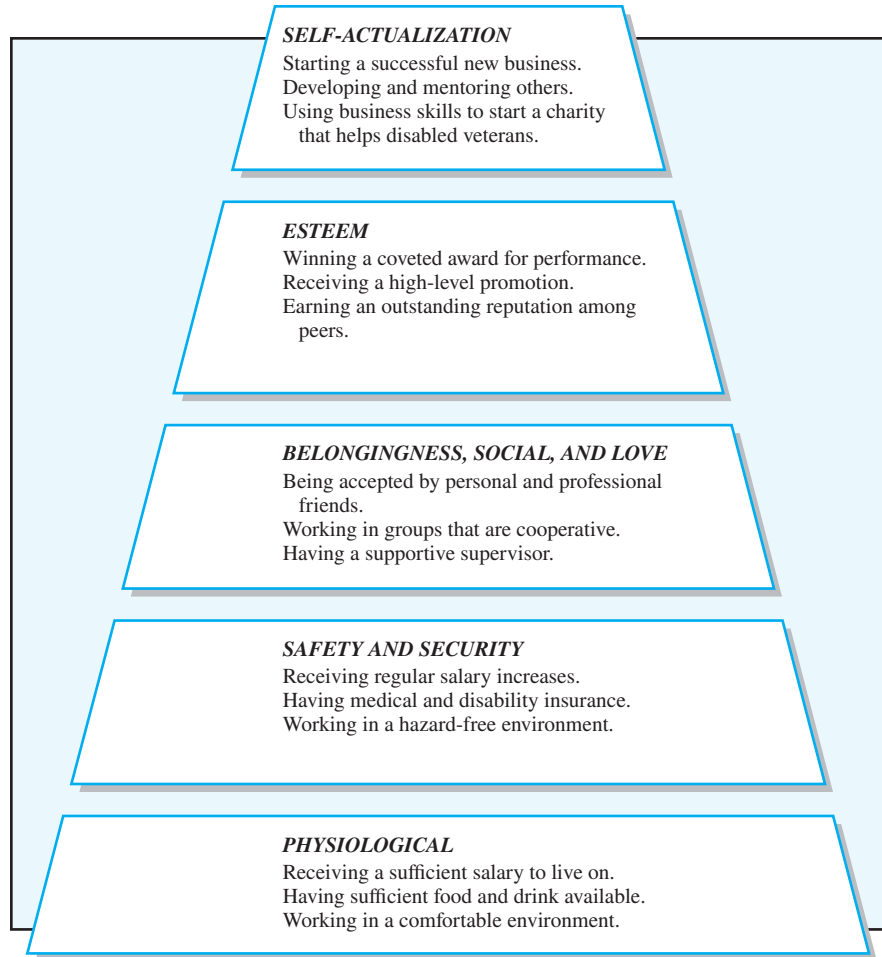 SELF-ACTUALIZATION
Starting a successful new business.
Developing and mentoring others.
Using business skills to start a charity
that helps disabled veterans.
ESTEEM
Winning a coveted award for performance.
Receiving a high-level promotion.
Earning an outstanding reputation among
peers.
BELONGINGNESS, SOCIAL, AND LOVE
Being accepted by personal and professional
friends.
Working in groups that are cooperative.
Having a supportive supervisor.
SAFETY AND SECURITY
Receiving regular salary increases.
Having medical and disability insurance.
Working in a hazard-free environment.
PHYSIOLOGICAL
Receiving a sufficient salary to live on.
Having sufficient food and drink available.
Working in a comfortable environment.